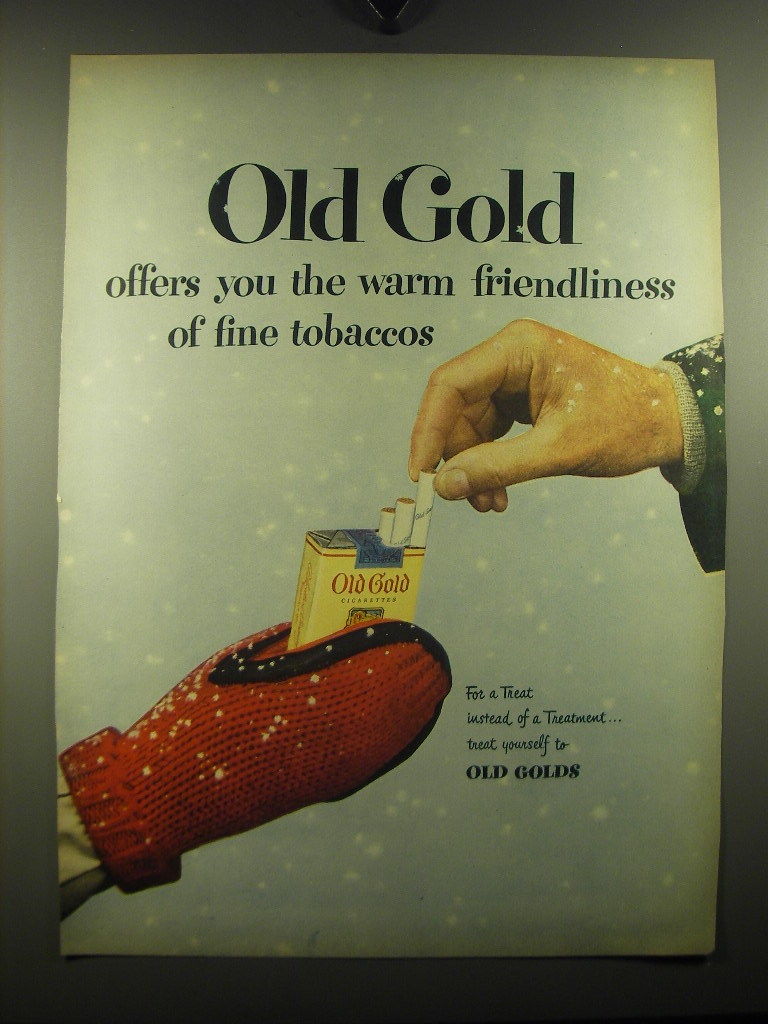 Old Gold
offers you the warm friendliness
of fine tobaccos
Old Gold
CIGARETTES
For a Treat
instead of a Treatment...
treat yourself to
OLD GOLDS